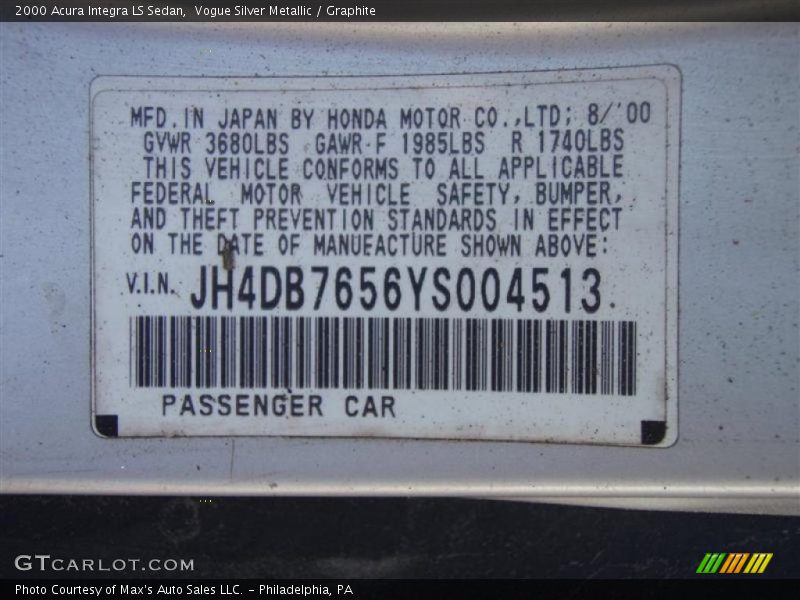 2000 Acura Integra LS Sedan,  Vogue Silver Metallic / Graphite
MFD. IN JAPAN BY HONDA MOTOR CO.,LTD; 8/'00
GVWR 3680LBS GAWR F 1985LBS R 1740LBS
THIS VEHICLE CONFORMS TO ALL APPLICABLE
FEDERAL MOTOR VEHICLE SAFETY, BUMPER,
AND THEFT PREVENTION STANDARDS IN EFFECT
ON THE DATE OF MANUFACTURE SHOWN ABOVE:
V.I.N. JH4DB7656YS004513
PASSENGER CAR
GTCARLOT.COM
Photo Courtesy of Max's Auto Sales LLC. - Philadelphia, PA